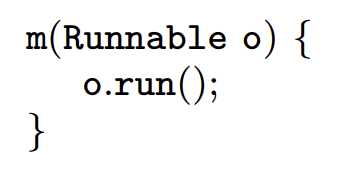 m(Runnable o) {
o.run();
}